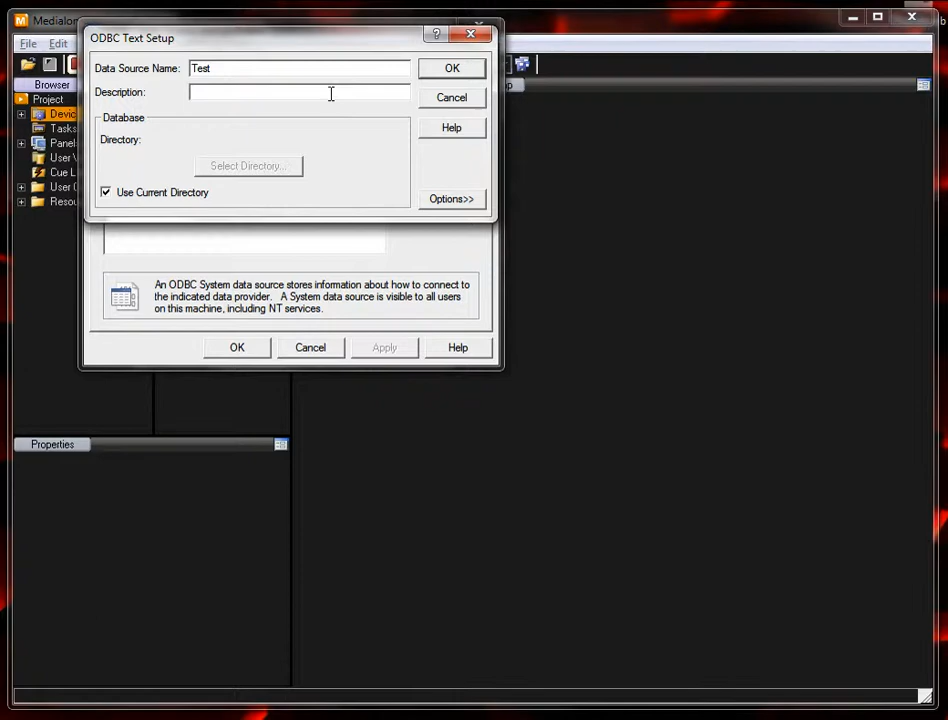 Medialon
ODBC Text Setup
File Edit
Data Source Name: Test OK
Browser
Description: Cancel
Project
Database
Devic
Tasks
Help
Directory:
Panels
User V
Select Directory...
Cue L
User C
Use Current Directory
Options>>
Resou
An ODBC System data source stores information about how to connect to
the indicated data provider. A System data source is visible to all users
on this machine, including NT services.
OK Cancel Apply Help
Properties